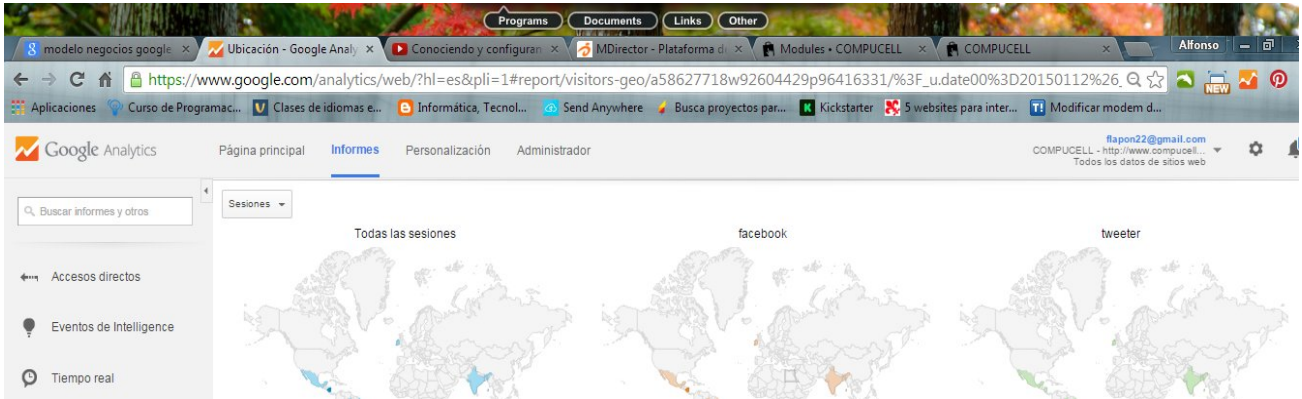 Programs Documents Links Other
modelo negocios google
Ubicación - Google Analy
Conociendo y configuran
MDirector - Plataforma de
Modules • COMPUCELL
COMPUCELL
Alfonso
https://www.google.com/analytics/web/?hl=es&pli=1#report/visitors-geo/a58627718w92604429p96416331/%3F_u.date00%3D20150112%26_
NEW
Aplicaciones
Curso de Programac...
Clases de idiomas e...
Informática, Tecnol...
Send Anywhere
Busca proyectos par...
Kickstarter
5 websites para inter...
Modificar modem d...
Google Analytics
Página principal
Informes
Personalización
Administrador
flapon22@gmail.com
COMPUCELL - http://www.compucell...
Todos los datos de sitios web
Buscar informes y otros
Sesiones
Todas las sesiones
facebook
tweeter
Accesos directos
Eventos de Intelligence
Tiempo real